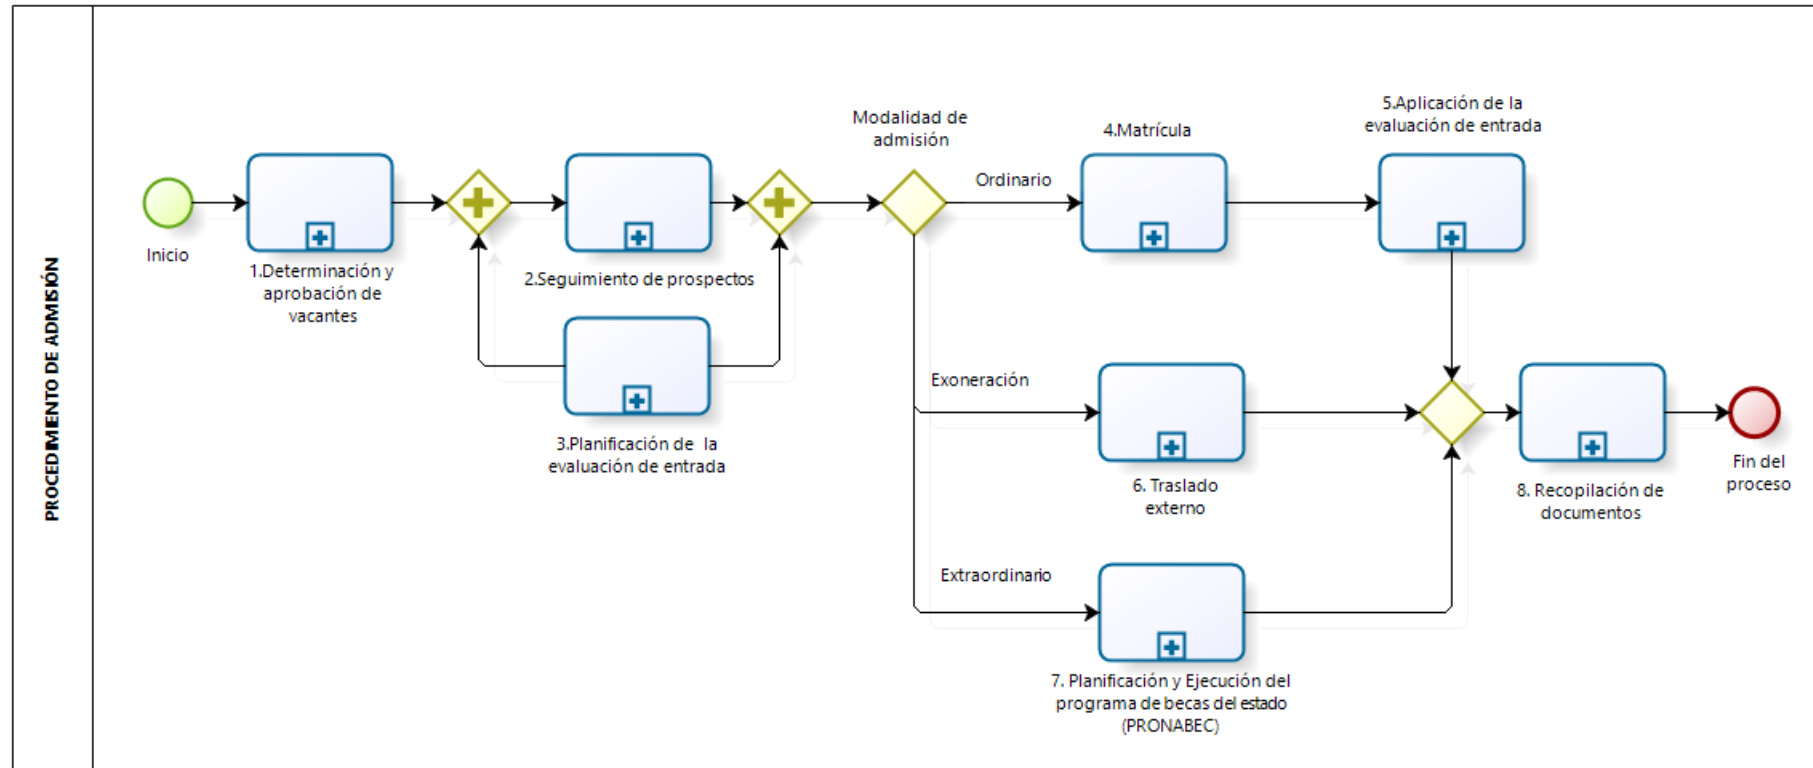 PROCEDIMIENTO DE ADMISIÓN
Inicio
1.Determinación y
aprobación de
vacantes
2.Seguimiento de prospectos
3.Planificación de  la
evaluación de entrada
Modalidad de
admisión
Ordinario
4.Matrícula
5.Aplicación de la
evaluación de entrada
Exoneración
6. Traslado
externo
Extraordinario
7. Planificación y Ejecución del
programa de becas del estado
(PRONABEC)
8. Recopilación de
documentos
Fin del
proceso